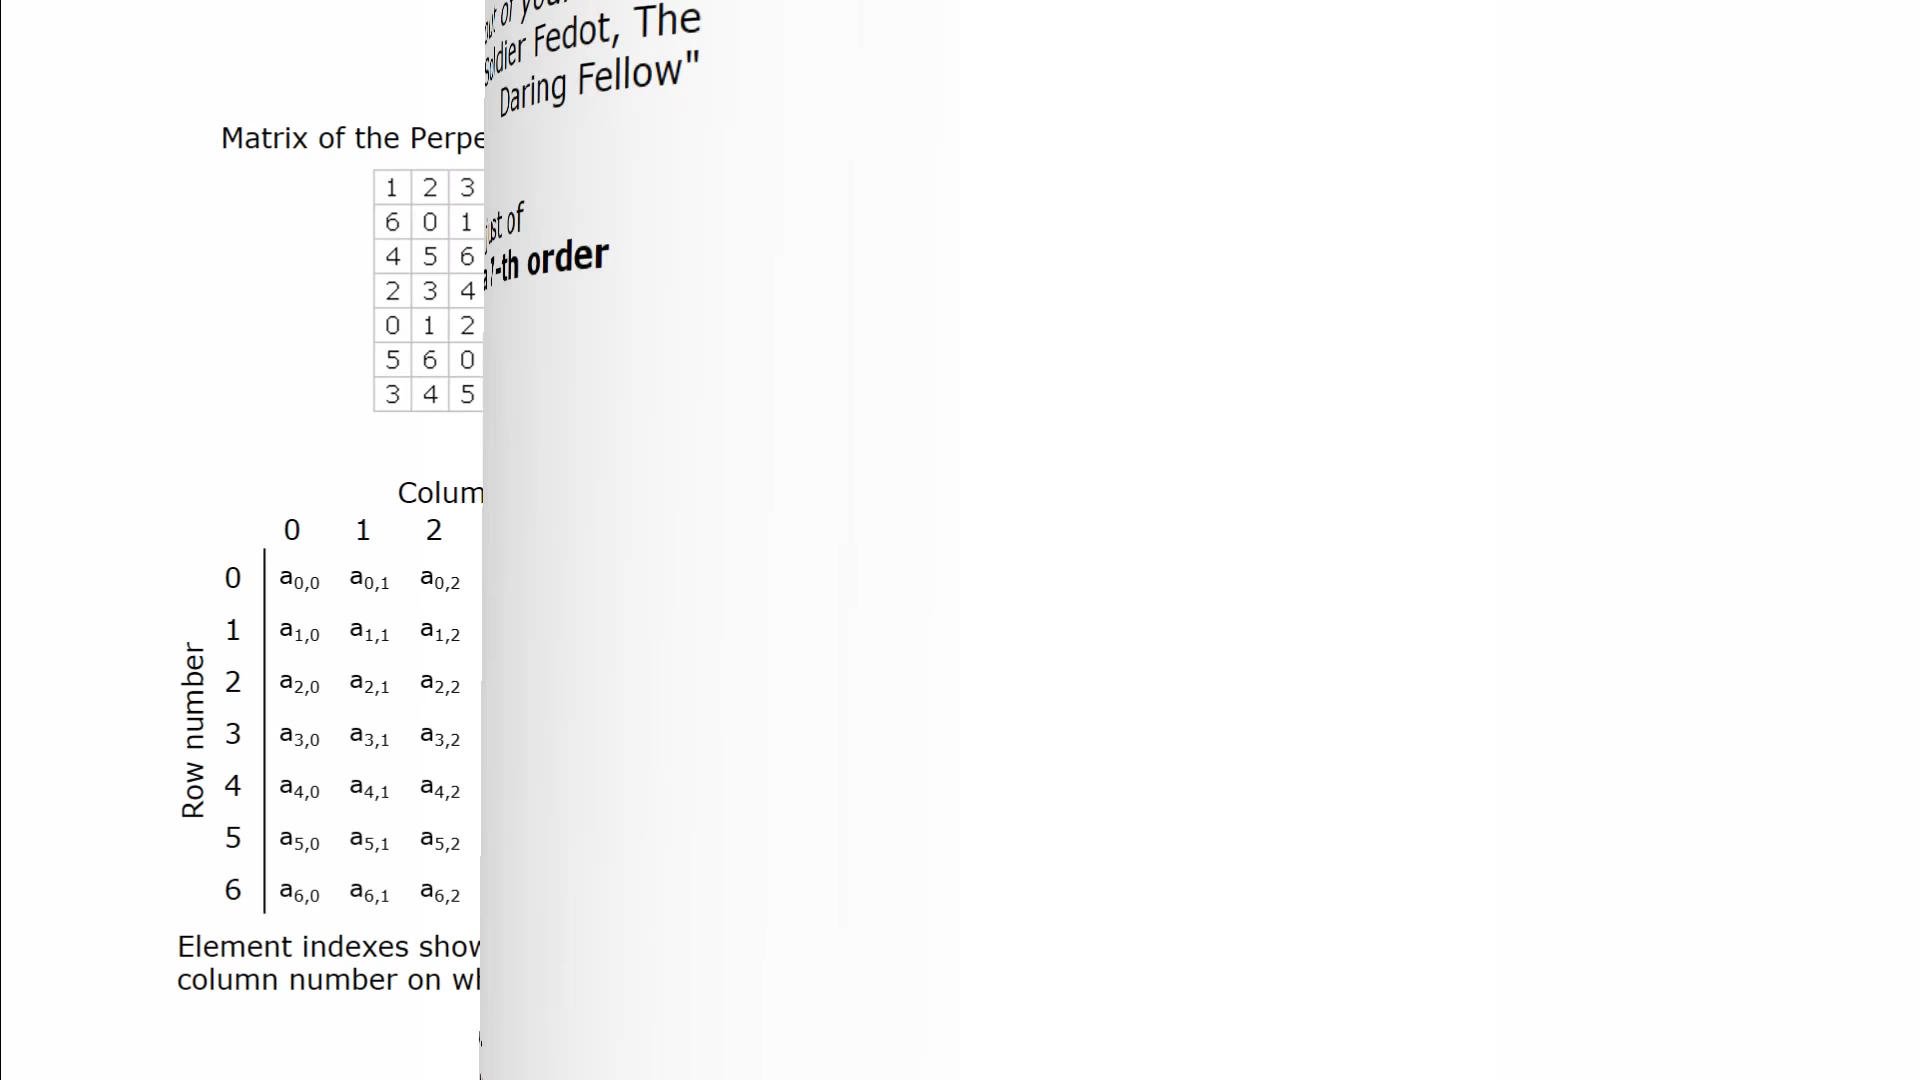 Matrix of the Perpe
1 2 3
6 0 1
4 5 6
2 3 4
0 1 2
5 6 0
3 4 5
Colum
0 1 2
Row number
0 a0,0 a0,1 a0,2
1 a1,0 a1,1 a1,2
2 a2,0 a2,1 a2,2
3 a3,0 a3,1 a3,2
4 a4,0 a4,1 a4,2
5 a5,0 a5,1 a5,2
6 a6,0 a6,1 a6,2
Element indexes show
column number on wh
of
soldier Fedot, The
Daring Fellow"
of
7-th order